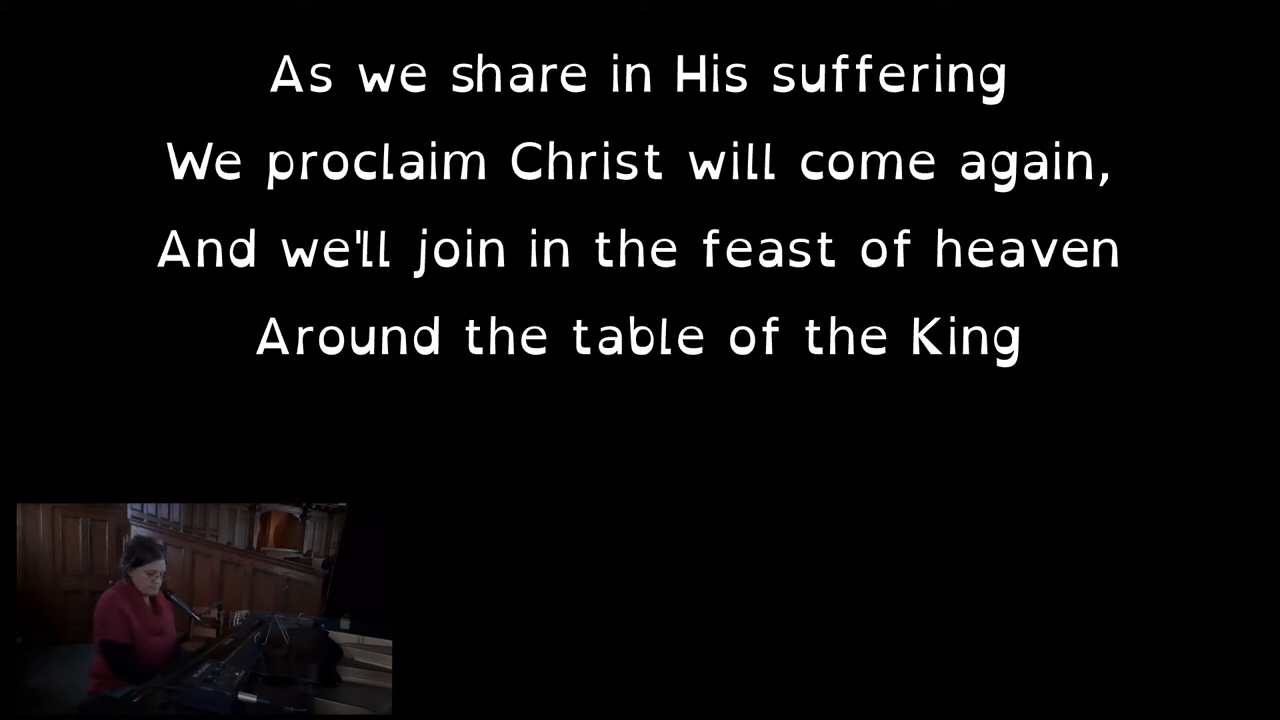 As we share in His suffering
We proclaim Christ will come again,
And we'll join in the feast of heaven
Around the table of the King